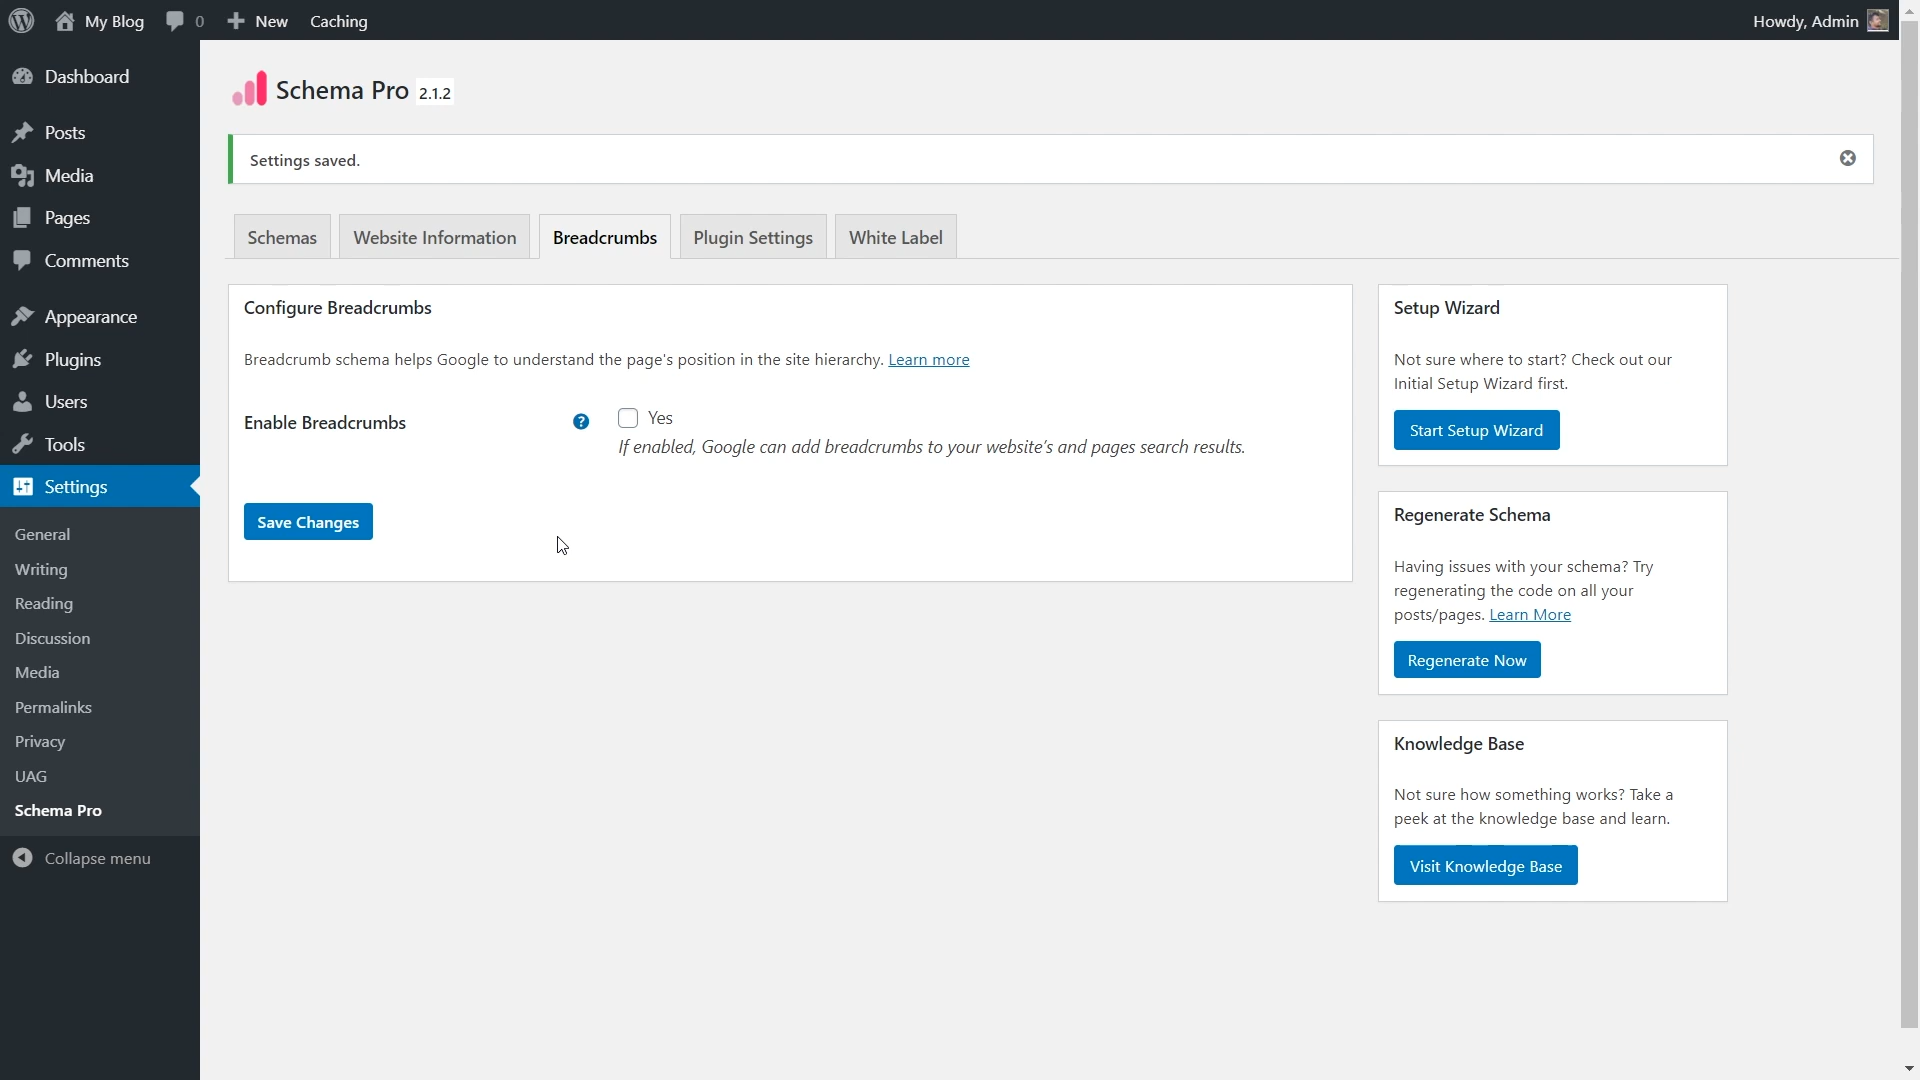 My Blog
0
New
Caching
Howdy, Admin
Dashboard
Posts
Media
Pages
Comments
Appearance
Plugins
Users
Tools
Settings
General
Writing
Reading
Discussion
Media
Permalinks
Privacy
UAG
Schema Pro
Collapse menu
Schema Pro 2.1.2
Settings saved.
Schemas
Website Information
Breadcrumbs
Plugin Settings
White Label
Configure Breadcrumbs
Breadcrumb schema helps Google to understand the page's position in the site hierarchy. Learn more
Enable Breadcrumbs
?
Yes
If enabled, Google can add breadcrumbs to your website's and pages search results.
Save Changes
Setup Wizard
Not sure where to start? Check out our
Initial Setup Wizard first.
Start Setup Wizard
Regenerate Schema
Having issues with your schema? Try
regenerating the code on all your
posts/pages. Learn More
Regenerate Now
Knowledge Base
Not sure how something works? Take a
peek at the knowledge base and learn.
Visit Knowledge Base